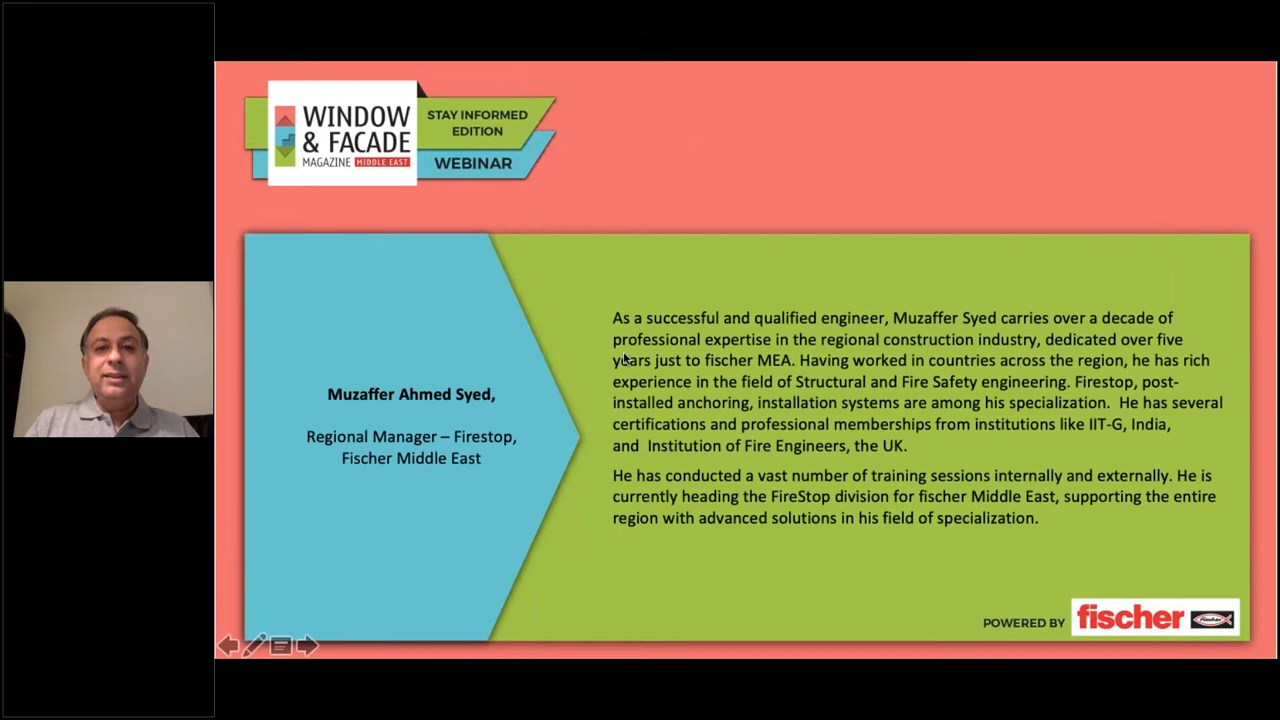 WINDOW
& FACADE
MAGAZINE MIDDLE EAST
STAY INFORMED
EDITION
WEBINAR
Muzaffer Ahmed Syed,
Regional Manager – Firestop,
Fischer Middle East
As a successful and qualified engineer, Muzaffer Syed carries over a decade of
professional expertise in the regional construction industry, dedicated over five
years just to fischer MEA. Having worked in countries across the region, he has rich
experience in the field of Structural and Fire Safety engineering. Firestop, post-
installed anchoring, installation systems are among his specialization.  He has several
certifications and professional memberships from institutions like IIT-G, India,
and  Institution of Fire Engineers, the UK.
He has conducted a vast number of training sessions internally and externally. He is
currently heading the FireStop division for fischer Middle East, supporting the entire
region with advanced solutions in his field of specialization.
POWERED BY
fischer
fischer